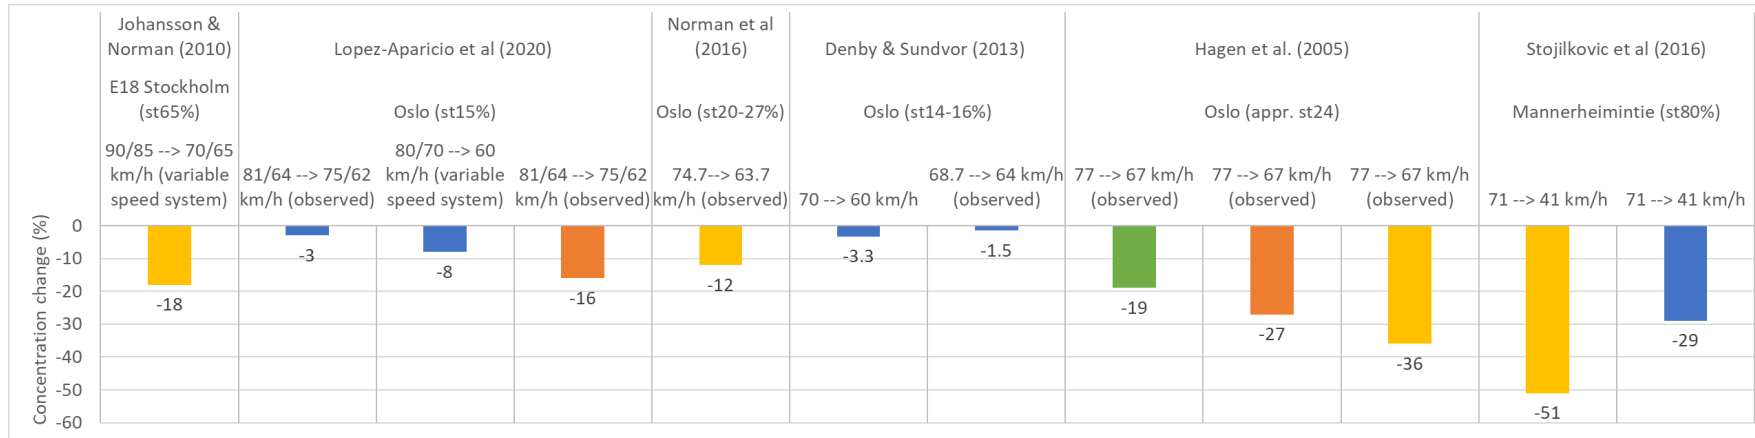 Johansson &
Norman (2010)
Lopez-Aparicio et al (2020)
Norman et al
(2016)
Denby & Sundvor (2013)
Hagen et al. (2005)
Stojilkovic et al (2016)
E18 Stockholm
(st65%)
Oslo (st15%)
Oslo (st20-27%)
Oslo (st14-16%)
Oslo (appr. st24)
Mannerheimintie (st80%)
90/85 --> 70/65
km/h (variable
speed system)
81/64 --> 75/62
km/h (observed)
80/70 --> 60
km/h (variable
speed system)
81/64 --> 75/62
km/h (observed)
74.7--> 63.7
km/h (observed)
70 --> 60 km/h
68.7 --> 64 km/h
(observed)
77 --> 67 km/h
(observed)
77 --> 67 km/h
(observed)
77 --> 67 km/h
(observed)
71 --> 41 km/h
71 --> 41 km/h
Concentration change (%)
0
-10
-20
-30
-40
-50
-60
-18
-3
-8
-16
-12
-3.3
-1.5
-19
-27
-36
-51
-29